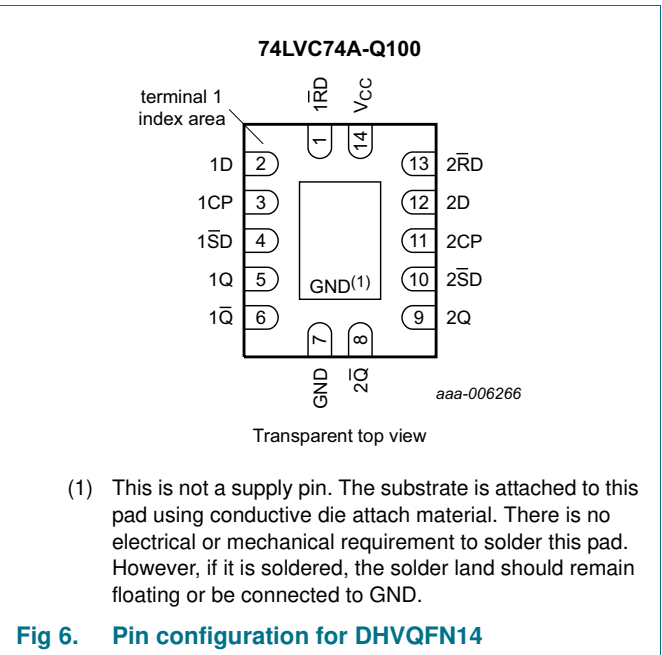 74LVC74A-Q100
terminal 1
index area
1R̅D
VCC
1
14
1D 2
13 2R̅D
1CP 3
12 2D
1S̅D 4
11 2CP
1Q 5
10 2S̅D
GND(1)
1Q̅ 6
9 2Q
7
8
GND
2Q̅
aaa-006266
Transparent top view
(1) This is not a supply pin. The substrate is attached to this
pad using conductive die attach material. There is no
electrical or mechanical requirement to solder this pad.
However, if it is soldered, the solder land should remain
floating or be connected to GND.
Fig 6. Pin configuration for DHVQFN14